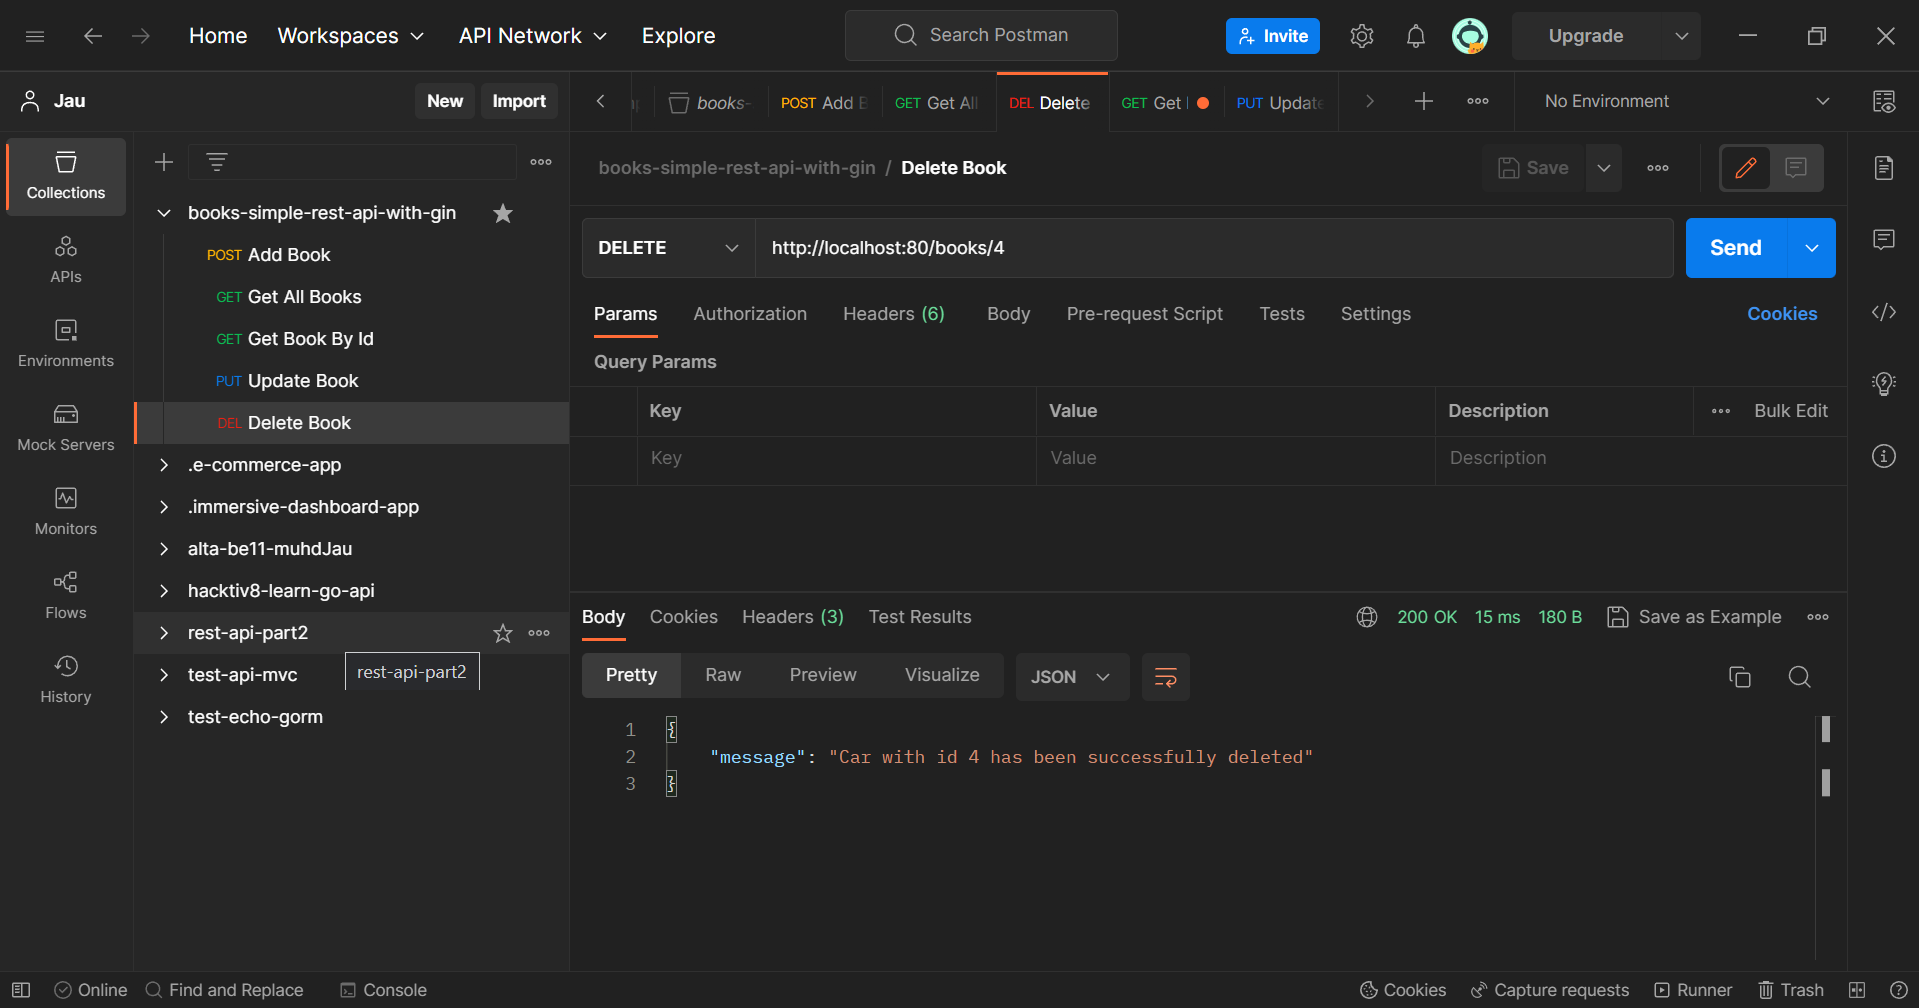 Home Workspaces API Network Explore Search Postman Invite Upgrade
Jau New Import
books- POST Add B GET Get All DEL Delete GET Get PUT Update No Environment
Collections
APIs
Environments
Mock Servers
Monitors
Flows
History
books-simple-rest-api-with-gin
POST Add Book
GET Get All Books
GET Get Book By Id
PUT Update Book
DEL Delete Book
.e-commerce-app
.immersive-dashboard-app
alta-be11-muhdJau
hacktiv8-learn-go-api
rest-api-part2
rest-api-part2
test-api-mvc
test-echo-gorm
books-simple-rest-api-with-gin / Delete Book Save
DELETE http://localhost:80/books/4 Send
Params Authorization Headers (6) Body Pre-request Script Tests Settings Cookies
Query Params
Key Value Description Bulk Edit
Key Value Description
Body Cookies Headers (3) Test Results 200 OK 15 ms 180 B Save as Example
Pretty Raw Preview Visualize JSON
1 {
2 "message": "Car with id 4 has been successfully deleted"
3 }
Online Find and Replace Console Cookies Capture requests Runner Trash